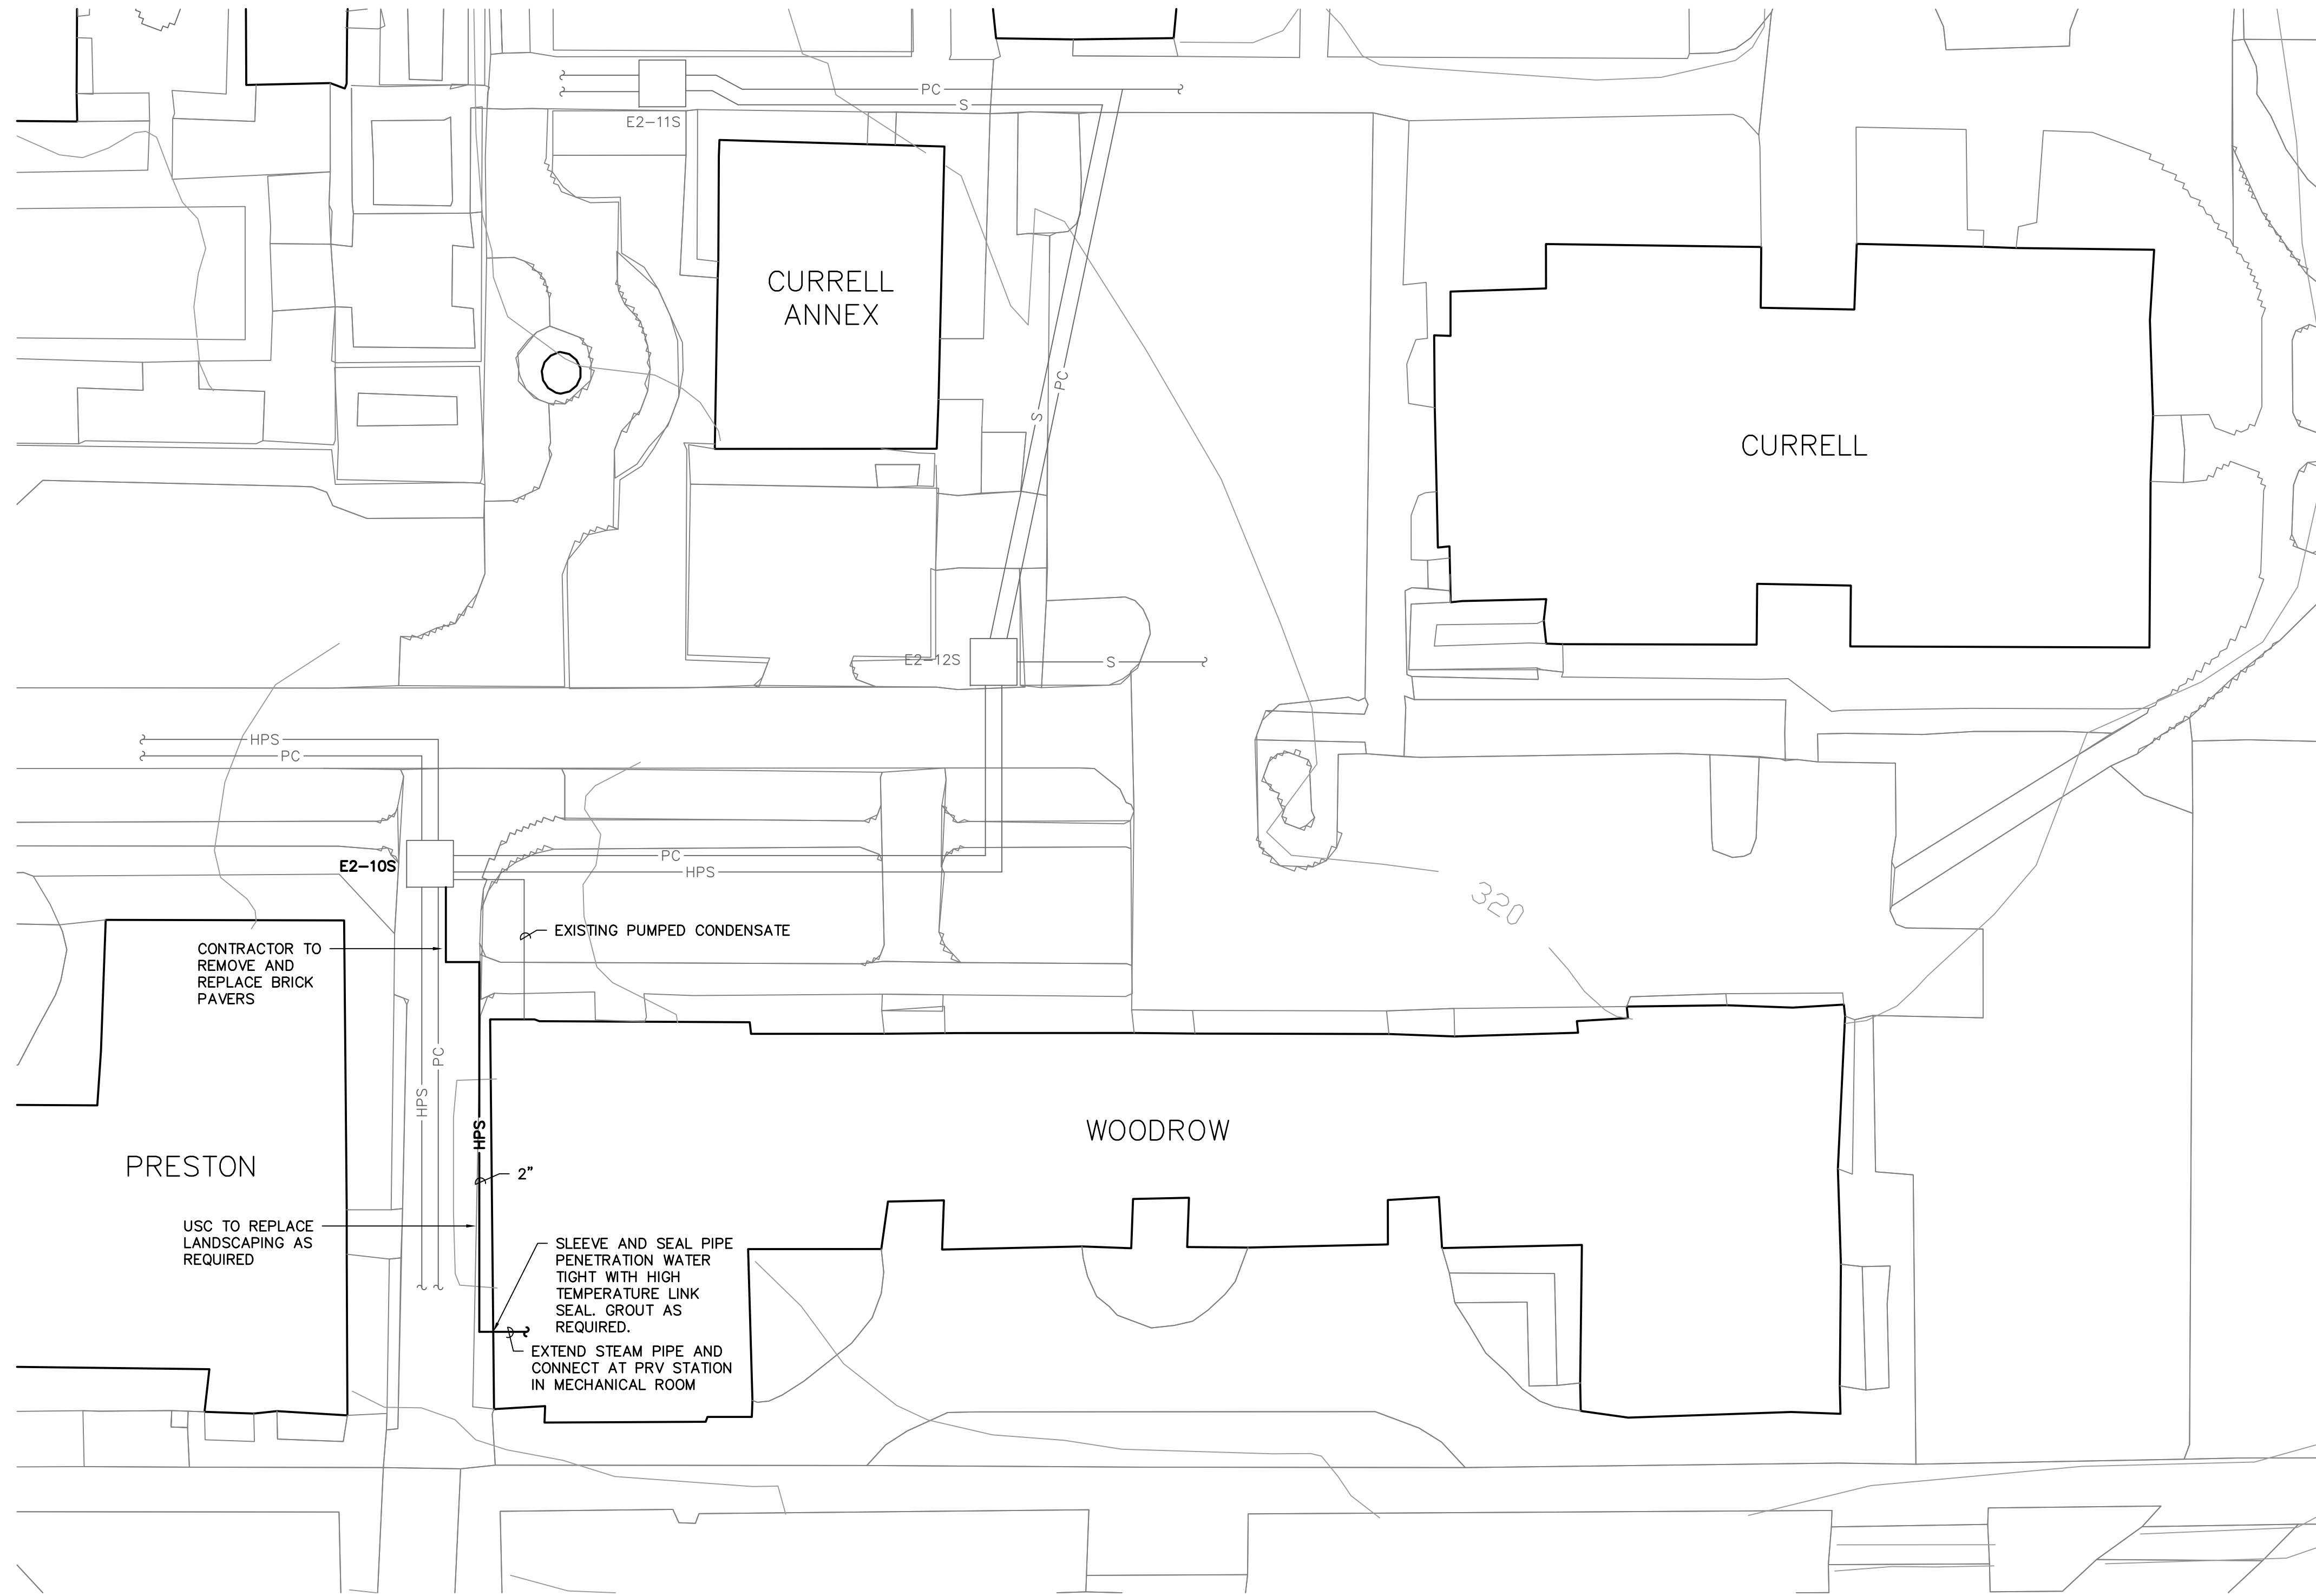 PC
S
E2-11S
CURRELL
ANNEX
PC
S
CURRELL
E2-12S
S
HPS
PC
E2-10S
PC
HPS
320
EXISTING PUMPED CONDENSATE
CONTRACTOR TO
REMOVE AND
REPLACE BRICK
PAVERS
PC
HPS
HPS
WOODROW
PRESTON
2"
USC TO REPLACE
LANDSCAPING AS
REQUIRED
SLEEVE AND SEAL PIPE
PENETRATION WATER
TIGHT WITH HIGH
TEMPERATURE LINK
SEAL. GROUT AS
REQUIRED.
EXTEND STEAM PIPE AND
CONNECT AT PRV STATION
IN MECHANICAL ROOM